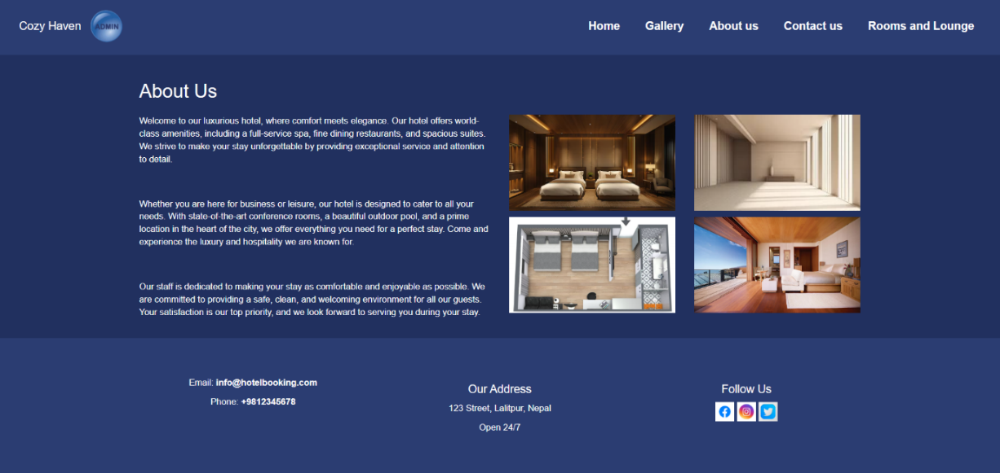 Cozy Haven ADMIN Home Gallery About us Contact us Rooms and Lounge
About Us
Welcome to our luxurious hotel, where comfort meets elegance. Our hotel offers world-
class amenities, including a full-service spa, fine dining restaurants, and spacious suites.
We strive to make your stay unforgettable by providing exceptional service and attention
to detail.
Whether you are here for business or leisure, our hotel is designed to cater to all your
needs. With state-of-the-art conference rooms, a beautiful outdoor pool, and a prime
location in the heart of the city, we offer everything you need for a perfect stay. Come and
experience the luxury and hospitality we are known for.
Our staff is dedicated to making your stay as comfortable and enjoyable as possible. We
are committed to providing a safe, clean, and welcoming environment for all our guests.
Your satisfaction is our top priority, and we look forward to serving you during your stay.
Email: info@hotelbooking.com
Phone: +9812345678
Our Address
123 Street, Lalitpur, Nepal
Open 24/7
Follow Us